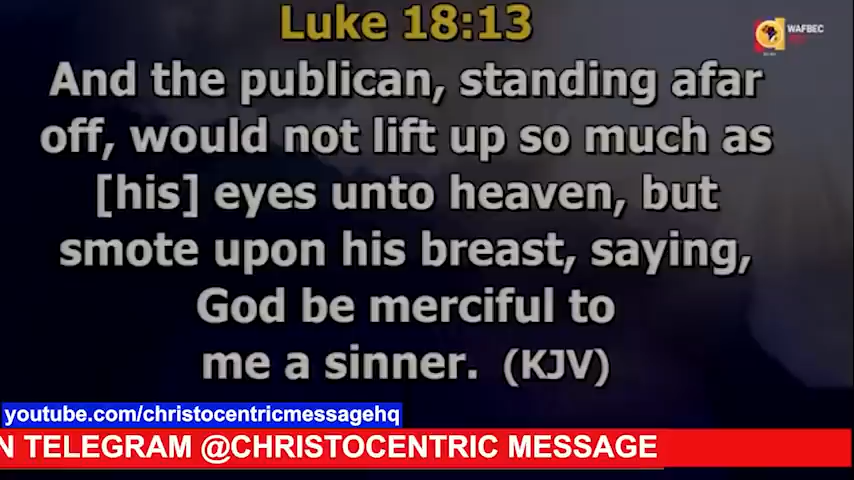 Luke 18:13
WAFBEC
And the publican, standing afar
off, would not lift up so much as
[his] eyes unto heaven, but
smote upon his breast, saying,
God be merciful to
me a sinner. (KJV)
youtube.com/christocentricmessagehq
N TELEGRAM @CHRISTOCENTRIC MESSAGE